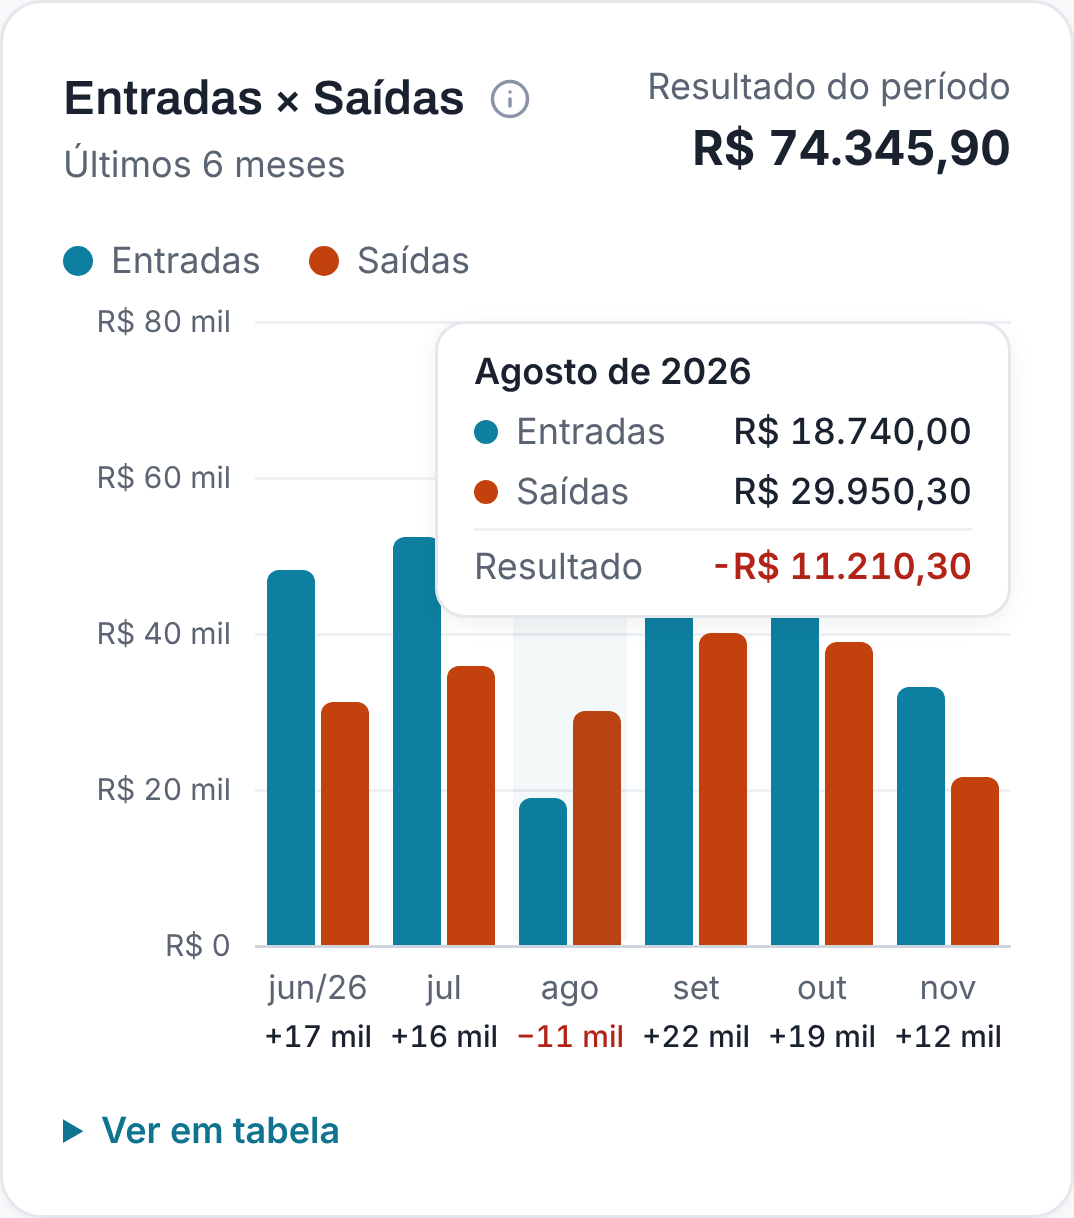 Entradas × Saídas
Resultado do período
Últimos 6 meses
R$ 74.345,90
Entradas
Saídas
R$ 80 mil
R$ 60 mil
R$ 40 mil
R$ 20 mil
R$ 0
Agosto de 2026
Entradas R$ 18.740,00
Saídas R$ 29.950,30
Resultado -R$ 11.210,30
jun/26 jul ago set out nov
+17 mil +16 mil −11 mil +22 mil +19 mil +12 mil
Ver em tabela